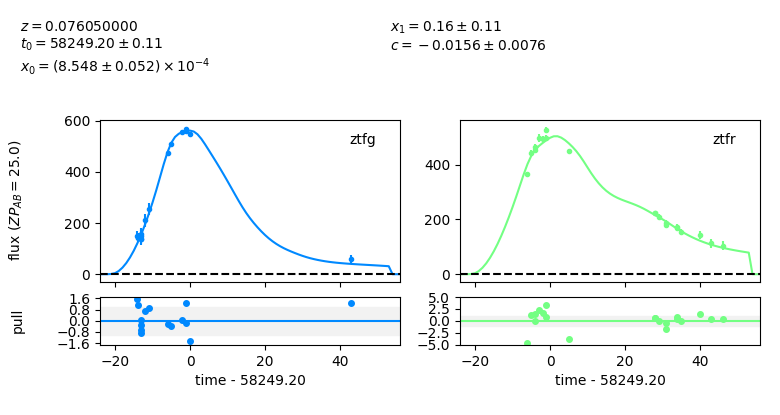 z = 0.076050000
t₀ = 58249.20 ± 0.11
x₀ = (8.548 ± 0.052) × 10⁻⁴
x₁ = 0.16 ± 0.11
c = −0.0156 ± 0.0076
ztfg
ztfr
flux (ZP_AB = 25.0)
600
400
200
0
400
200
0
pull
1.6
0.8
0.0
−0.8
−1.6
5.0
2.5
0.0
−2.5
−5.0
−20 0 20 40
−20 0 20 40
time - 58249.20
time - 58249.20